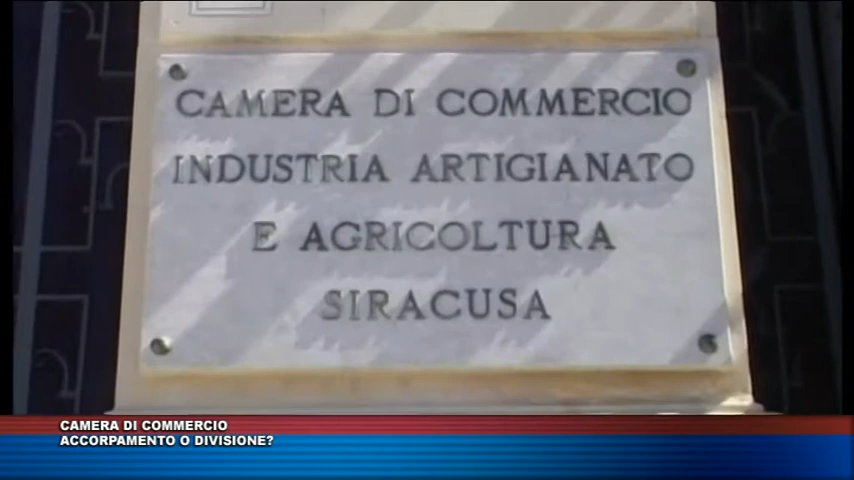 CAMERA DI COMMERCIO
INDUSTRIA ARTIGIANATO
E AGRICOLTURA
SIRACUSA
CAMERA DI COMMERCIO
ACCORPAMENTO O DIVISIONE?